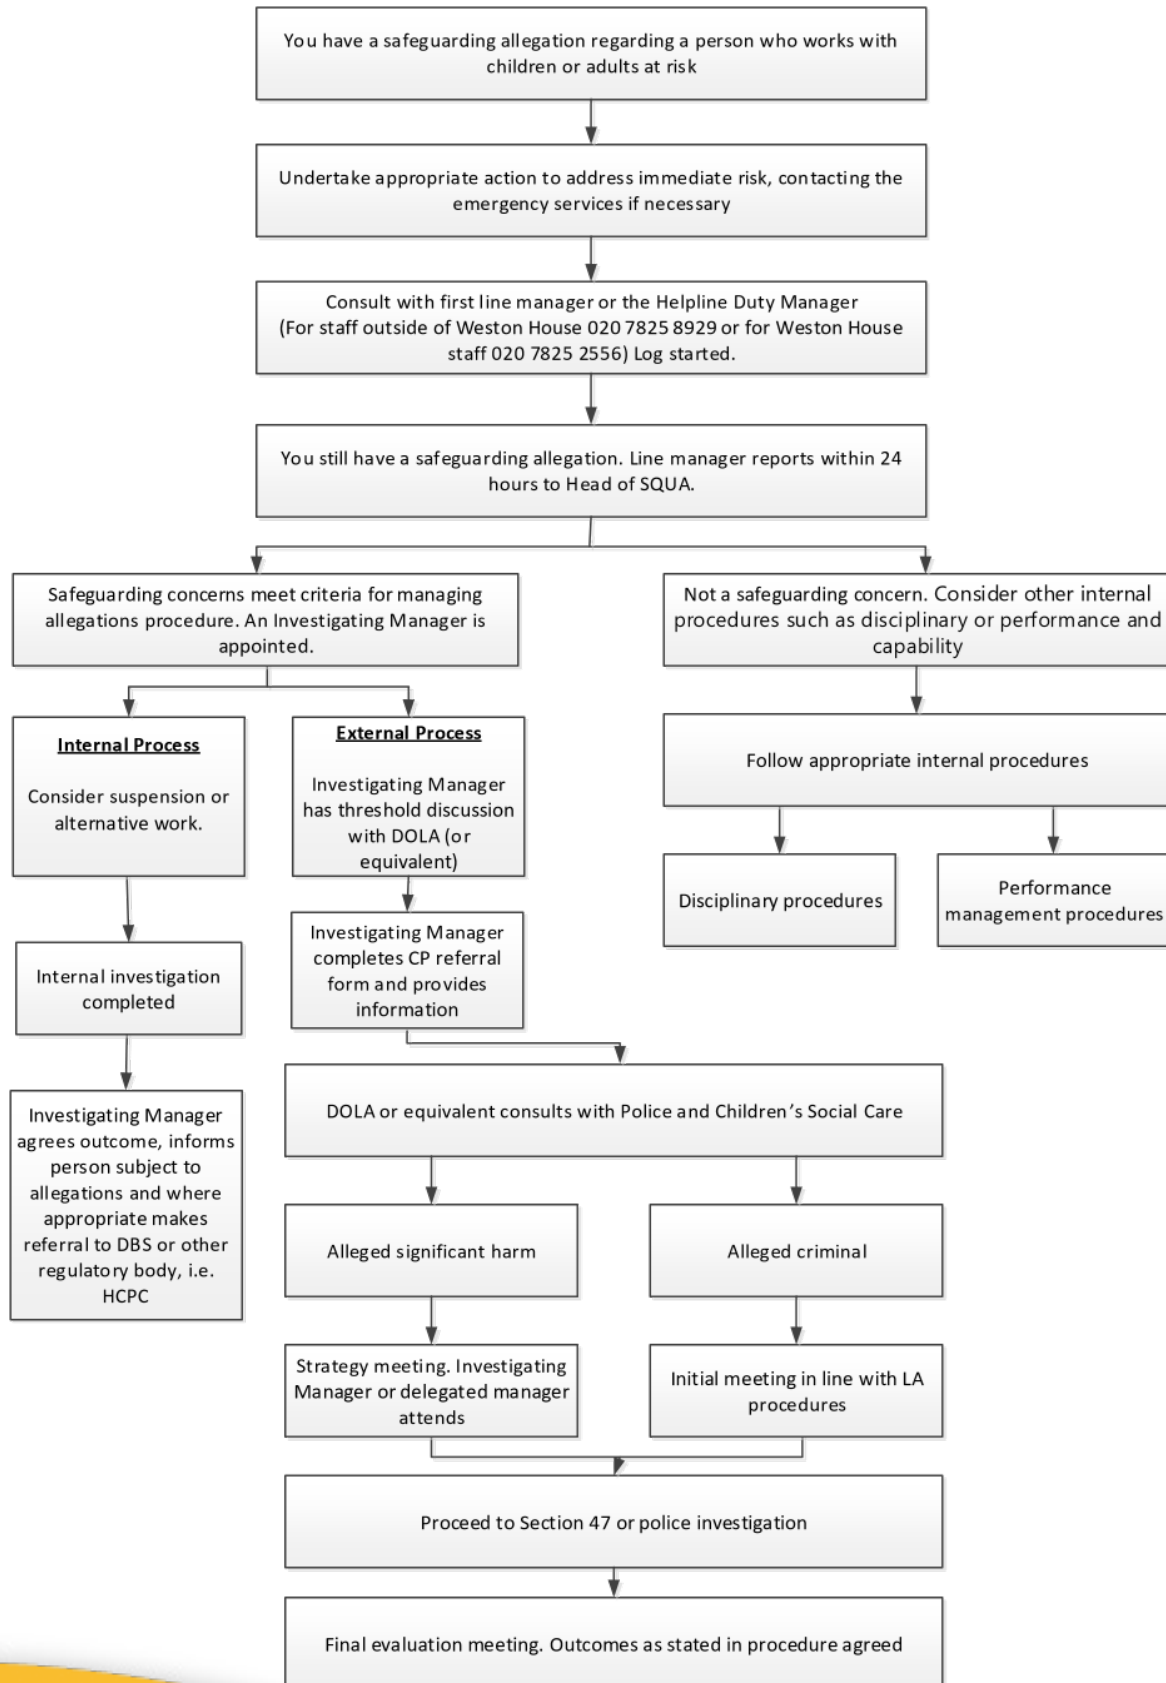 You have a safeguarding allegation regarding a person who works with
children or adults at risk
Undertake appropriate action to address immediate risk, contacting the
emergency services if necessary
Consult with first line manager or the Helpline Duty Manager
(For staff outside of Weston House 020 7825 8929 or for Weston House
staff 020 7825 2556) Log started.
You still have a safeguarding allegation. Line manager reports within 24
hours to Head of SQUA.
Safeguarding concerns meet criteria for managing
allegations procedure. An Investigating Manager is
appointed.
Not a safeguarding concern. Consider other internal
procedures such as disciplinary or performance and
capability
Internal Process
Consider suspension or
alternative work.
External Process
Investigating Manager
has threshold discussion
with DOLA (or
equivalent)
Follow appropriate internal procedures
Disciplinary procedures
Performance
management procedures
Internal investigation
completed
Investigating Manager
completes CP referral
form and provides
information
Investigating Manager
agrees outcome, informs
person subject to
allegations and where
appropriate makes
referral to DBS or other
regulatory body, i.e.
HCPC
DOLA or equivalent consults with Police and Children’s Social Care
Alleged significant harm
Alleged criminal
Strategy meeting. Investigating
Manager or delegated manager
attends
Initial meeting in line with LA
procedures
Proceed to Section 47 or police investigation
Final evaluation meeting. Outcomes as stated in procedure agreed